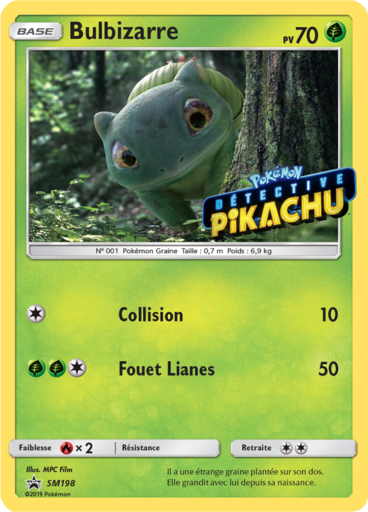 BASE Bulbizarre PV 70
Pokémon
DÉTECTIVE
PiKACHU
N° 001 Pokémon Graine Taille : 0,7 m Poids : 6,9 kg
Collision 10
Fouet Lianes 50
Faiblesse × 2 Résistance Retraite
Illus. MPC Film
SM198
©2019 Pokémon
Il a une étrange graine plantée sur son dos.
Elle grandit avec lui depuis sa naissance.